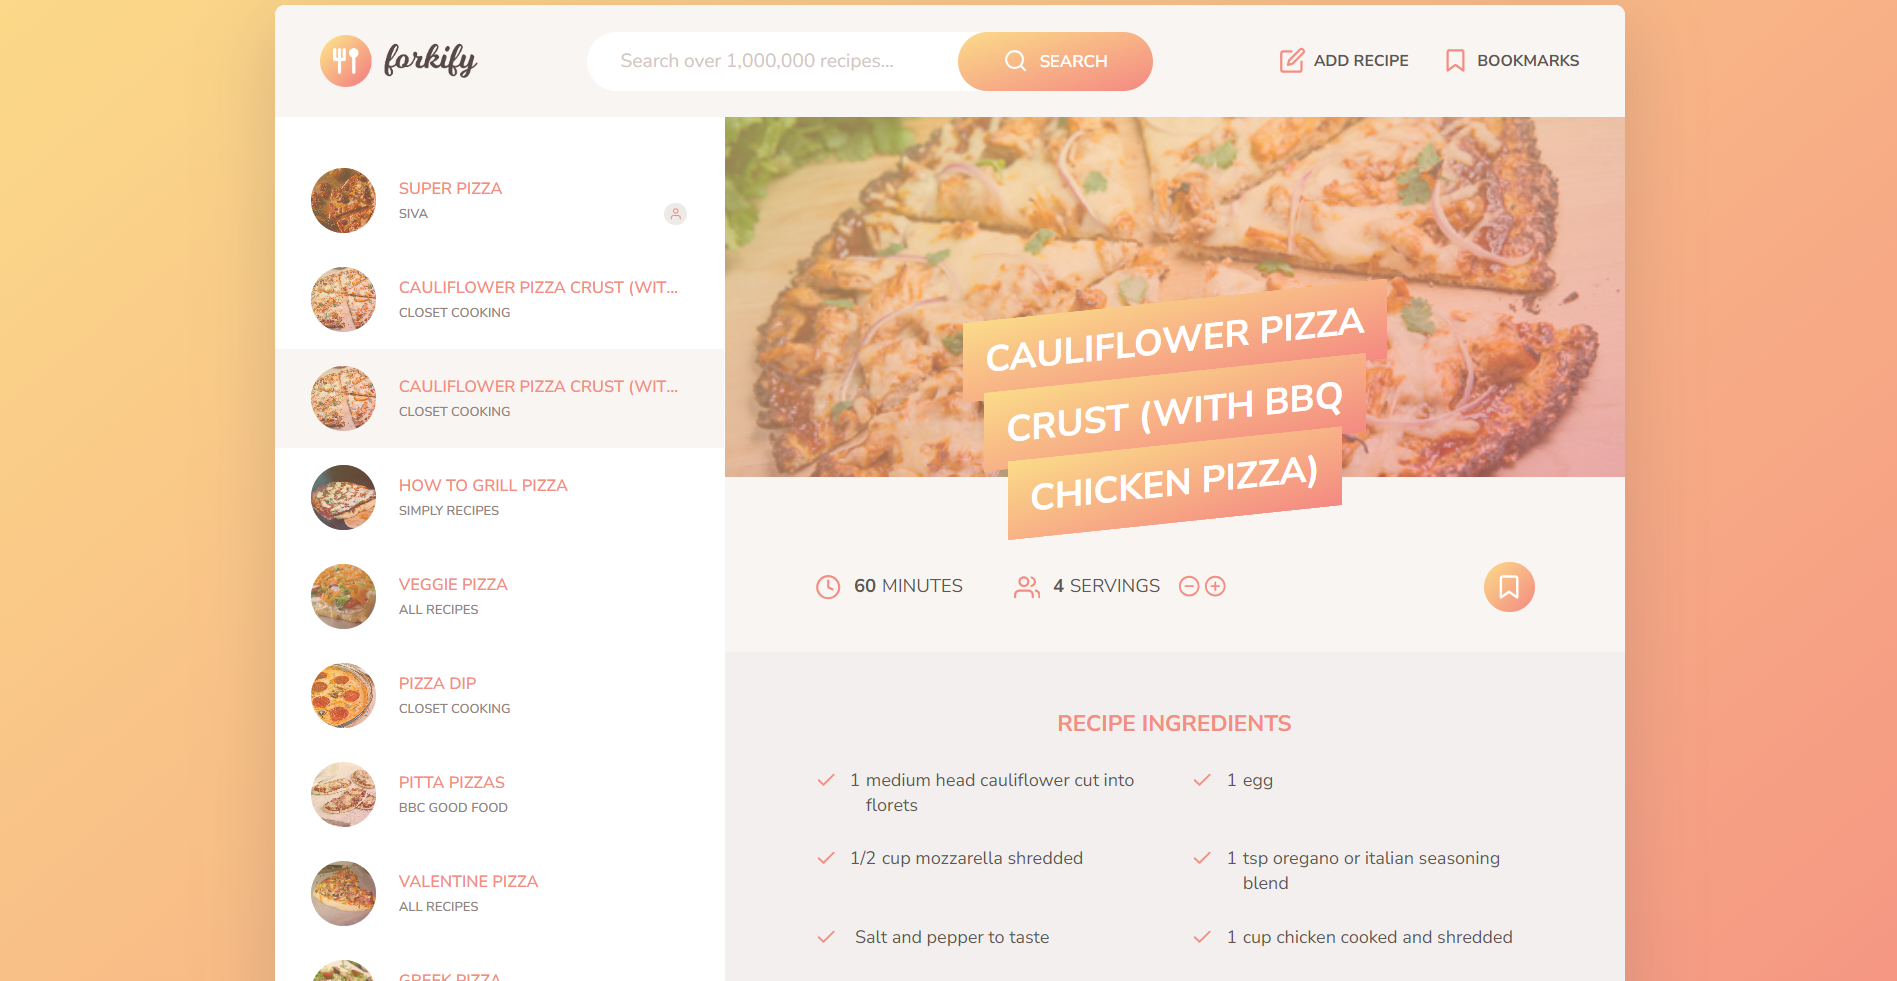 forkify
Search over 1,000,000 recipes...
SEARCH
ADD RECIPE
BOOKMARKS
SUPER PIZZA
SIVA
CAULIFLOWER PIZZA CRUST (WIT...
CLOSET COOKING
CAULIFLOWER PIZZA CRUST (WIT...
CLOSET COOKING
HOW TO GRILL PIZZA
SIMPLY RECIPES
VEGGIE PIZZA
ALL RECIPES
PIZZA DIP
CLOSET COOKING
PITTA PIZZAS
BBC GOOD FOOD
VALENTINE PIZZA
ALL RECIPES
GREEK PIZZA
CAULIFLOWER PIZZA
CRUST (WITH BBQ
CHICKEN PIZZA)
60 MINUTES
4 SERVINGS
RECIPE INGREDIENTS
1 medium head cauliflower cut into
florets
1 egg
1/2 cup mozzarella shredded
1 tsp oregano or italian seasoning
blend
Salt and pepper to taste
1 cup chicken cooked and shredded